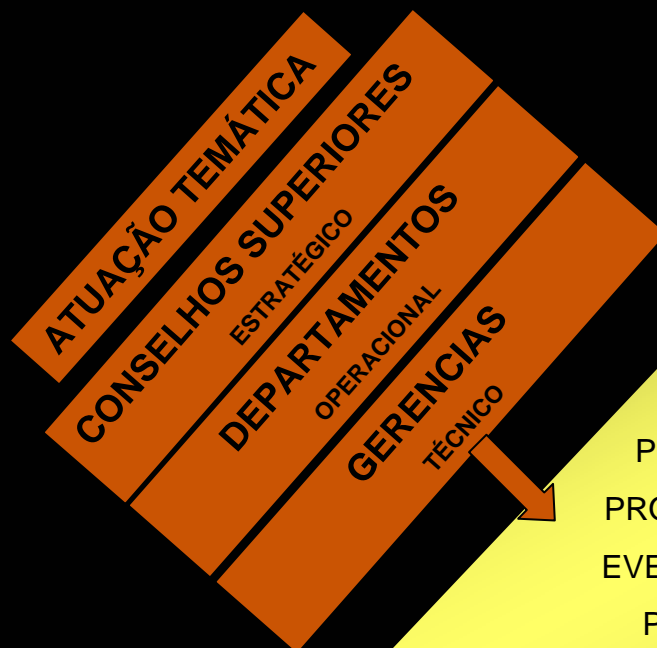 ATUAÇÃO TEMÁTICA
CONSELHOS SUPERIORES
ESTRATÉGICO
DEPARTAMENTOS
OPERACIONAL
GERENCIAS
TÉCNICO